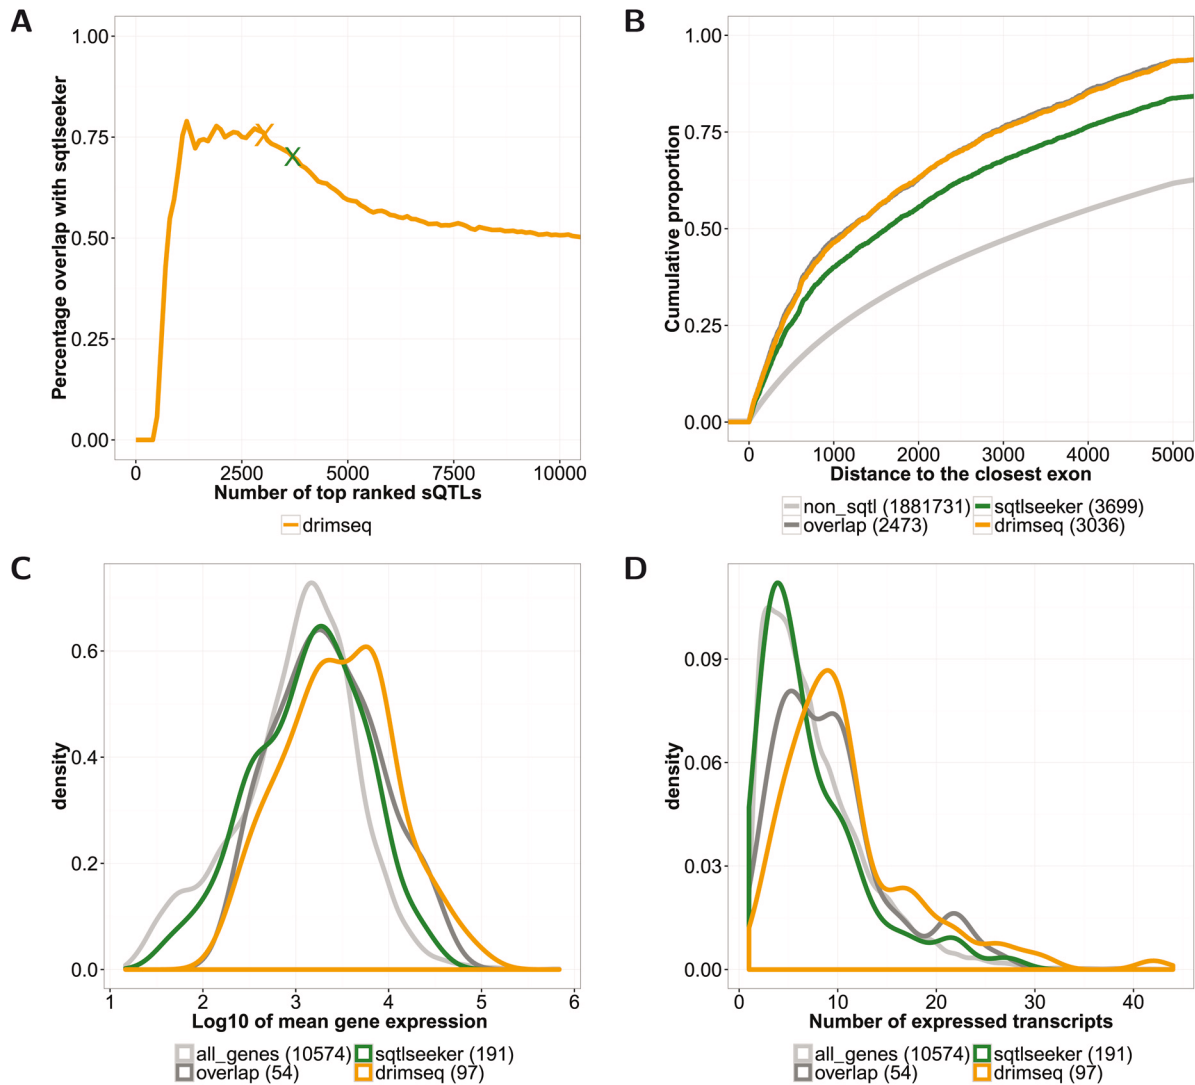 A
1.00
0.75
0.50
0.25
0.00
Percentage overlap with sqtlseeker
X
X
0
2500
5000
7500
10000
Number of top ranked sQTLs
drimseq
B
1.00
0.75
0.50
0.25
0.00
Cumulative proportion
0
1000
2000
3000
4000
5000
Distance to the closest exon
non_sqtl (1881731)
sqtlseeker (3699)
overlap (2473)
drimseq (3036)
C
0.6
0.4
0.2
0.0
density
1
2
3
4
5
6
Log10 of mean gene expression
all_genes (10574)
sqtlseeker (191)
overlap (54)
drimseq (97)
D
0.09
0.06
0.03
0.00
density
0
10
20
30
40
Number of expressed transcripts
all_genes (10574)
sqtlseeker (191)
overlap (54)
drimseq (97)